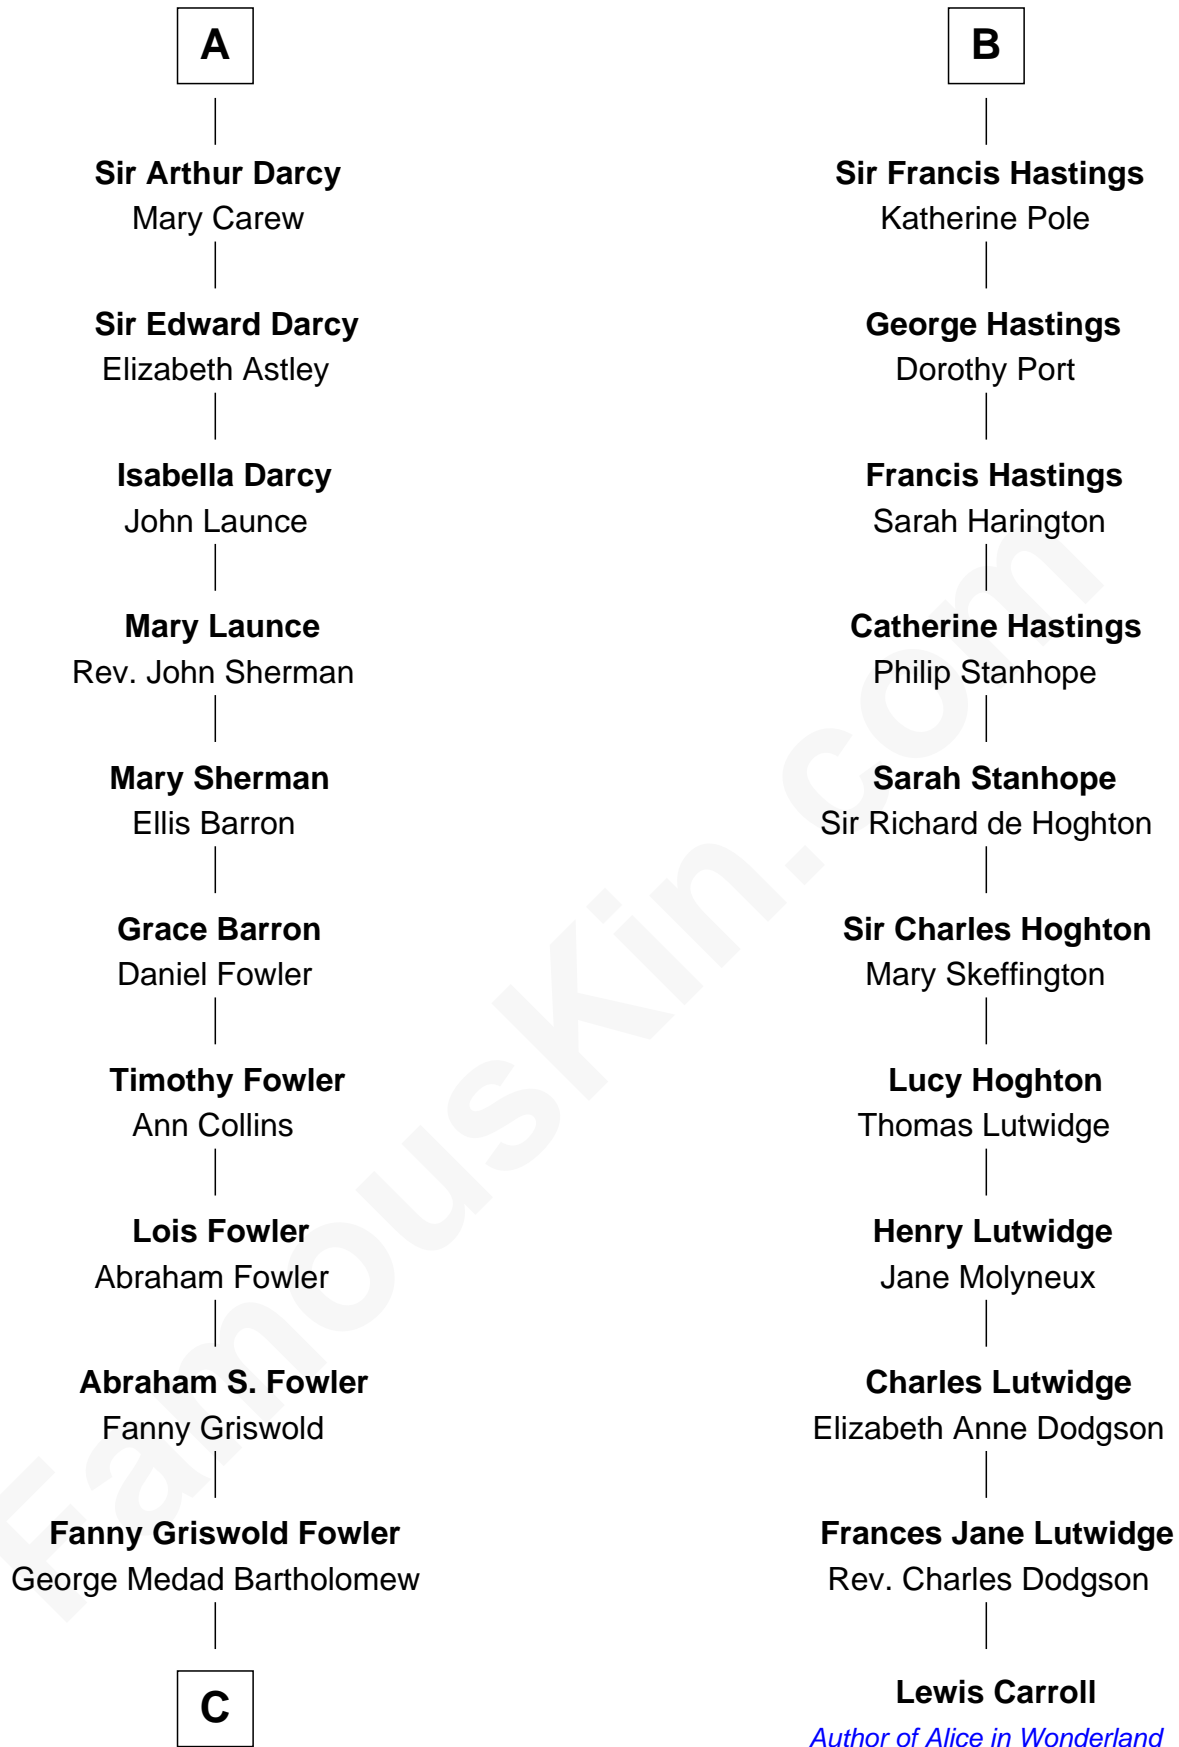 A
Sir Arthur Darcy
Mary Carew
Sir Edward Darcy
Elizabeth Astley
Isabella Darcy
John Launce
Mary Launce
Rev. John Sherman
Mary Sherman
Ellis Barron
Grace Barron
Daniel Fowler
Timothy Fowler
Ann Collins
Lois Fowler
Abraham Fowler
Abraham S. Fowler
Fanny Griswold
Fanny Griswold Fowler
George Medad Bartholomew
C
B
Sir Francis Hastings
Katherine Pole
George Hastings
Dorothy Port
Francis Hastings
Sarah Harington
Catherine Hastings
Philip Stanhope
Sarah Stanhope
Sir Richard de Hoghton
Sir Charles Hoghton
Mary Skeffington
Lucy Hoghton
Thomas Lutwidge
Henry Lutwidge
Jane Molyneux
Charles Lutwidge
Elizabeth Anne Dodgson
Frances Jane Lutwidge
Rev. Charles Dodgson
Lewis Carroll
Author of Alice in Wonderland
FamousKin.com